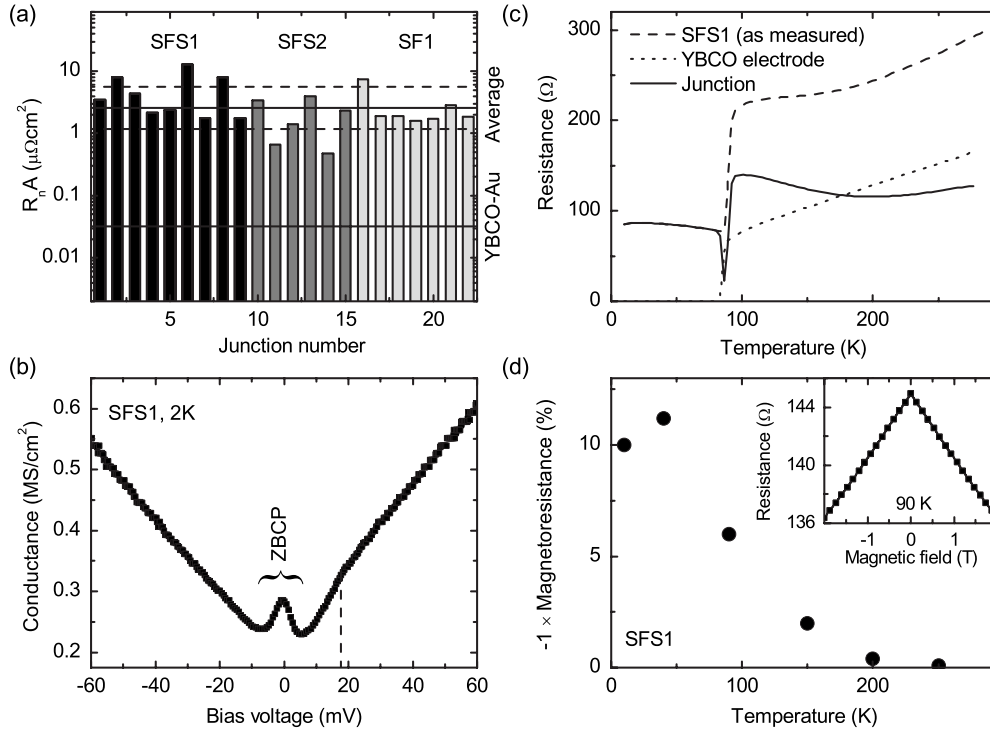 (a)
SFS1 SFS2 SF1
10
1
0.1
0.01
RₙA (μΩcm²)
YBCO-Au Average
5 10 15 20
Junction number
(b)
SFS1, 2K
ZBCP
0.6
0.5
0.4
0.3
0.2
Conductance (MS/cm²)
-60 -40 -20 0 20 40 60
Bias voltage (mV)
(c)
SFS1 (as measured)
YBCO electrode
Junction
300
200
100
0
Resistance (Ω)
0 100 200
Temperature (K)
(d)
10
5
0
-1 × Magnetoresistance (%)
SFS1
0 100 200
Temperature (K)
144
140
136
Resistance (Ω)
90 K
-1 0 1
Magnetic field (T)